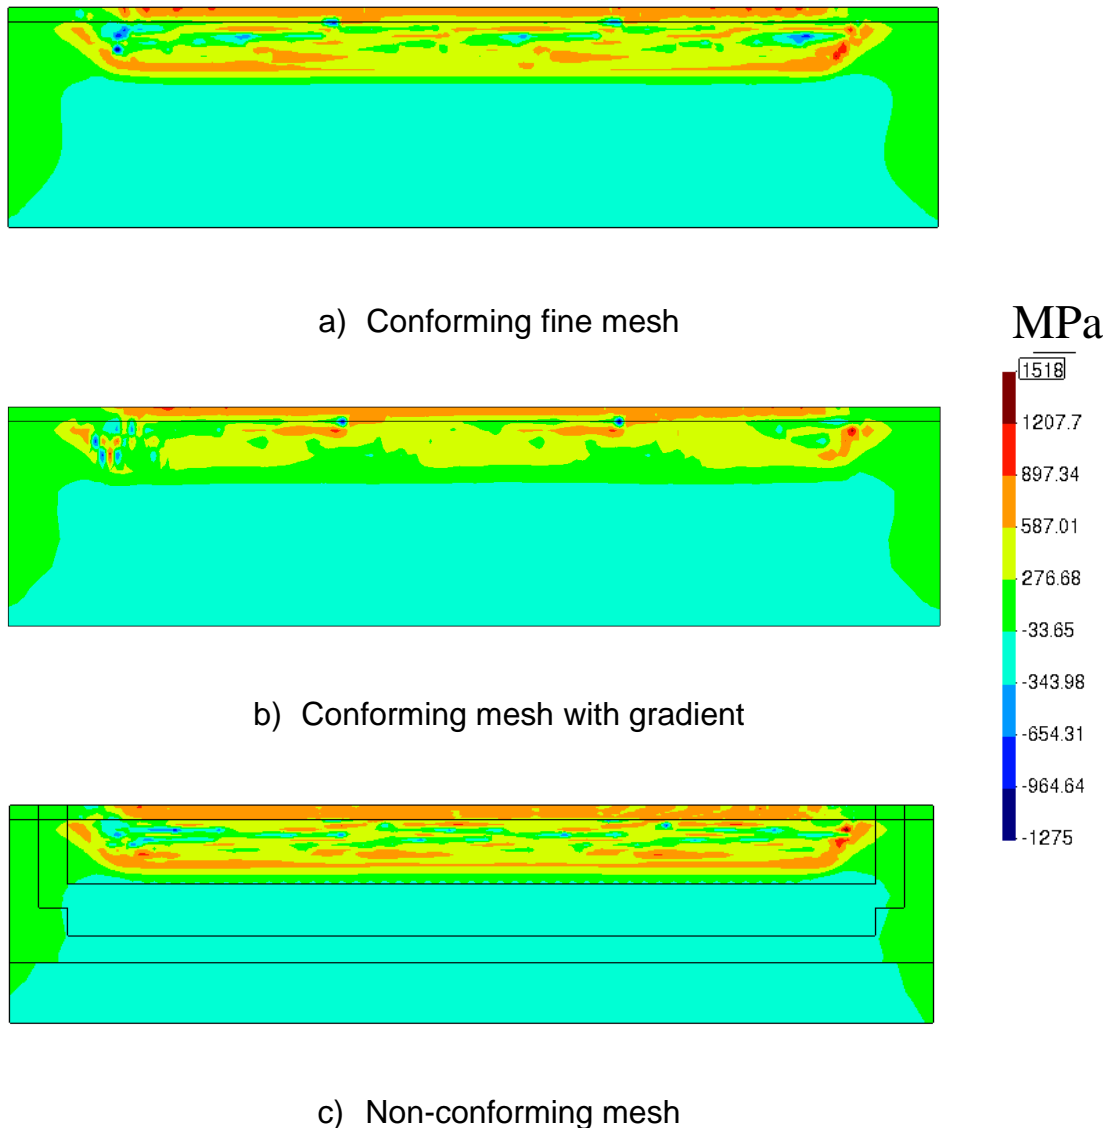 a) Conforming fine mesh
MPa
1518
1207.7
897.34
587.01
276.68
-33.65
-343.98
-654.31
-964.64
-1275
b) Conforming mesh with gradient
c) Non-conforming mesh